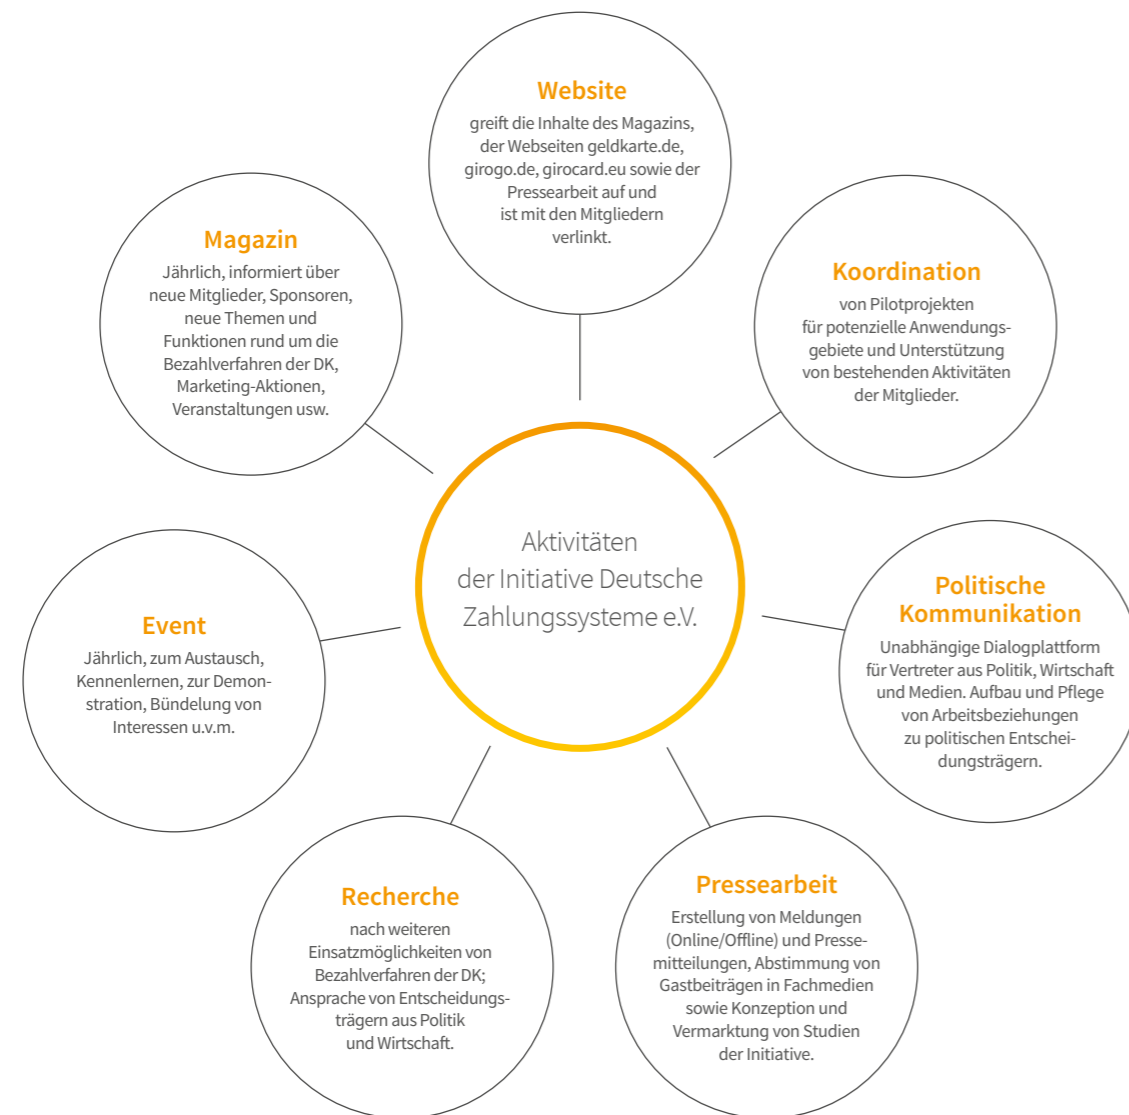 Website
greift die Inhalte des Magazins,
der Webseiten geldkarte.de,
girogo.de, girocard.eu sowie der
Pressearbeit auf und
ist mit den Mitgliedern
verlinkt.
Magazin
Jährlich, informiert über
neue Mitglieder, Sponsoren,
neue Themen und
Funktionen rund um die
Bezahlverfahren der DK,
Marketing-Aktionen,
Veranstaltungen usw.
Koordination
von Pilotprojekten
für potenzielle Anwendungs-
gebiete und Unterstützung
von bestehenden Aktivitäten
der Mitglieder.
Aktivitäten
der Initiative Deutsche
Zahlungssysteme e.V.
Event
Jährlich, zum Austausch,
Kennenlernen, zur Demon-
stration, Bündelung von
Interessen u.v.m.
Politische
Kommunikation
Unabhängige Dialogplattform
für Vertreter aus Politik, Wirtschaft
und Medien. Aufbau und Pflege
von Arbeitsbeziehungen
zu politischen Entschei-
dungsträgern.
Recherche
nach weiteren
Einsatzmöglichkeiten von
Bezahlverfahren der DK;
Ansprache von Entscheidungs-
trägern aus Politik
und Wirtschaft.
Pressearbeit
Erstellung von Meldungen
(Online/Offline) und Presse-
mitteilungen, Abstimmung von
Gastbeiträgen in Fachmedien
sowie Konzeption und
Vermarktung von Studien
der Initiative.